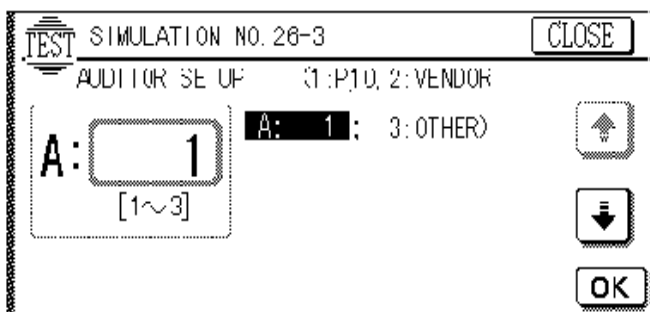 TEST SIMULATION NO. 26-3 CLOSE
AUDITOR SE UP (1:P10, 2:VENDOR
A: 1 A: 1 ; 3:OTHER)
[1~3]
OK